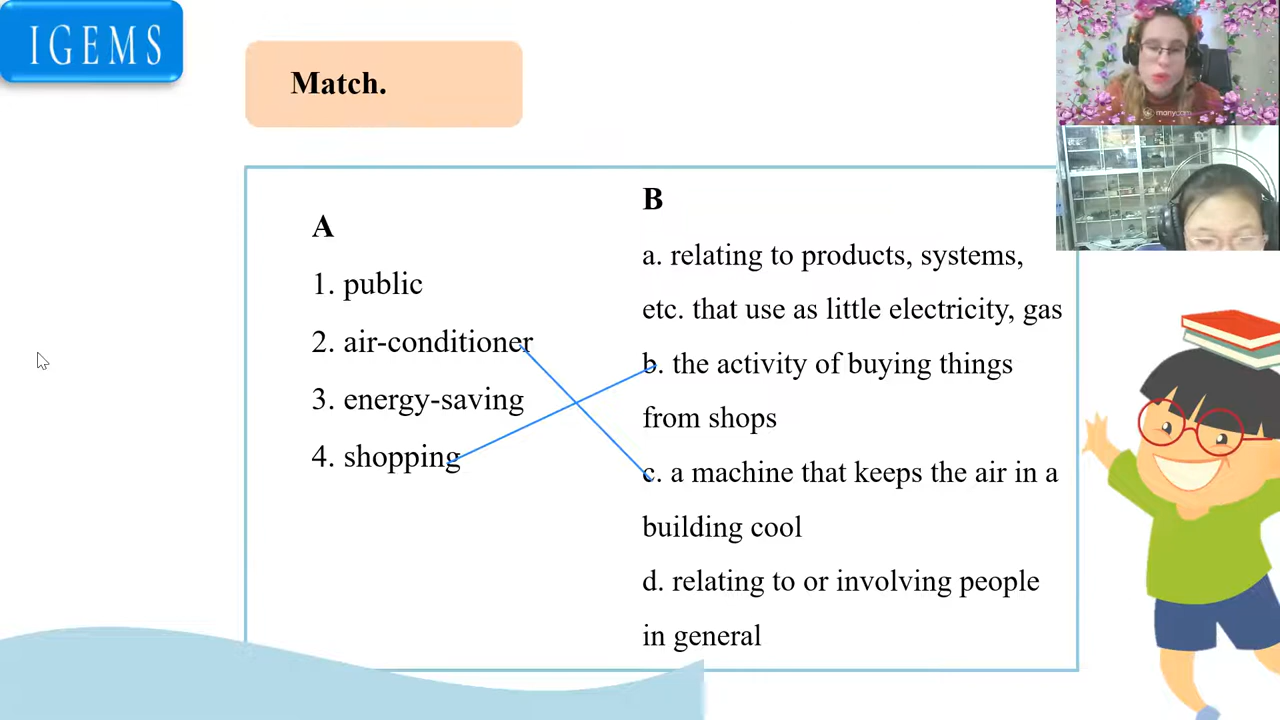 IGEMS
Match.
A
1. public
2. air-conditioner
3. energy-saving
4. shopping
B
a. relating to products, systems,
etc. that use as little electricity, gas
b. the activity of buying things
from shops
c. a machine that keeps the air in a
building cool
d. relating to or involving people
in general
manycam